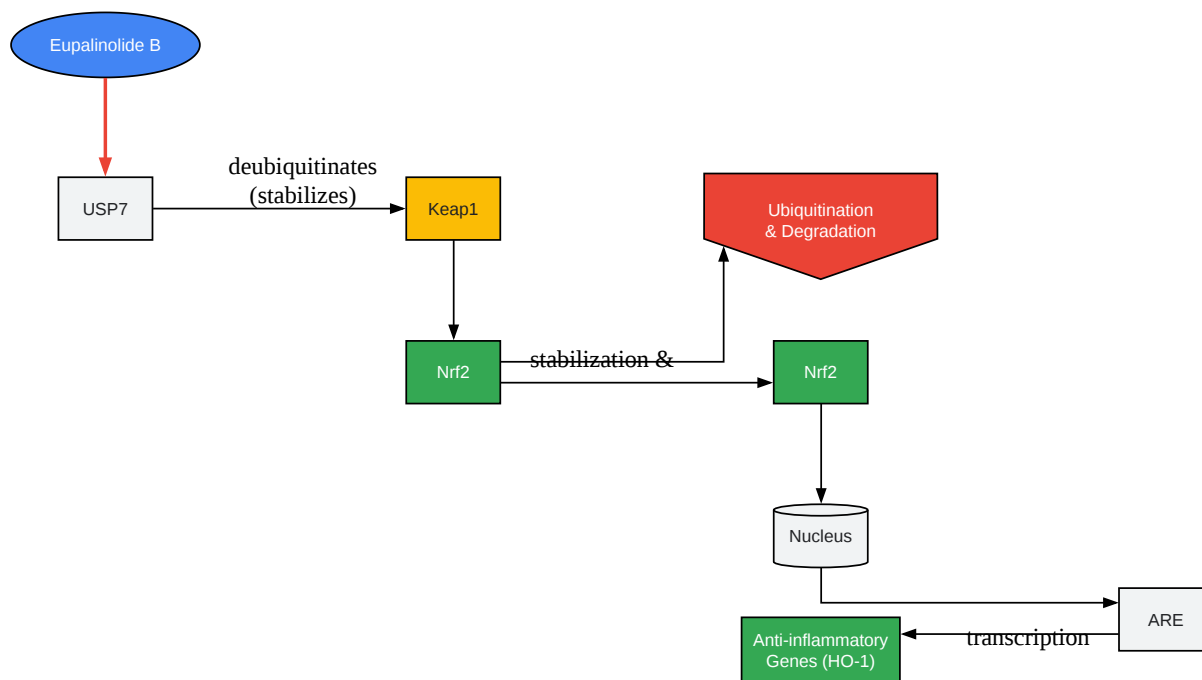 Eupalinolide B
deubiquitinates
(stabilizes)
USP7
Keap1
Ubiquitination
& Degradation
Nrf2
stabilization &
Nrf2
Nucleus
ARE
transcription
Anti-inflammatory
Genes (HO-1)